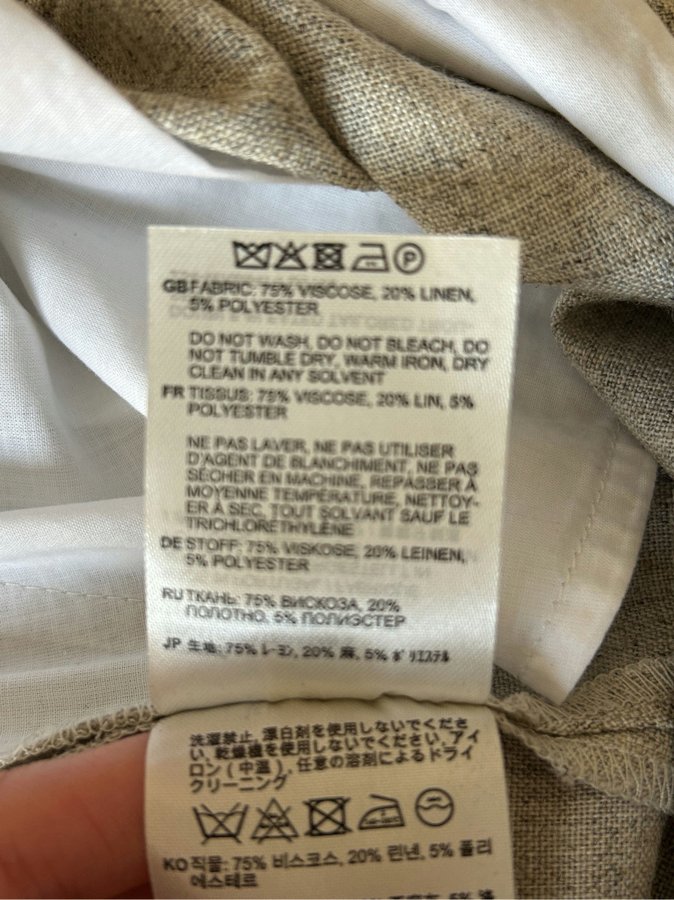 P
GB FABRIC: 75% VISCOSE, 20% LINEN,
5% POLYESTER
DO NOT WASH, DO NOT BLEACH, DO
NOT TUMBLE DRY, WARM IRON, DRY
CLEAN IN ANY SOLVENT
FR TISSUS: 75% VISCOSE, 20% LIN, 5%
POLYESTER
NE PAS LAVER, NE PAS UTILISER
D'AGENT DE BLANCHIMENT, NE PAS
SÉCHER EN MACHINE, REPASSER À
MOYENNE TEMPÉRATURE, NETTOY-
ER À SEC, TOUT SOLVANT SAUF LE
TRICHLORETHYLÈNE
DE STOFF: 75% VISKOSE, 20% LEINEN,
5% POLYESTER
RU ТКАНЬ: 75% ВИСКОЗА, 20%
ПОЛОТНО, 5% ПОЛИЭСТЕР
JP 生地: 75% ﾚｰﾖﾝ, 20% 麻, 5% ﾎﾟﾘｴｽﾃﾙ
洗濯禁止, 漂白剤を使用しないでくださ
い, 乾燥機を使用しないでください, アイ
ロン ( 中温 ), 任意の溶剤によるドライ
クリーニング
KO 직물: 75% 비스코스, 20% 린넨, 5% 폴리
에스테르